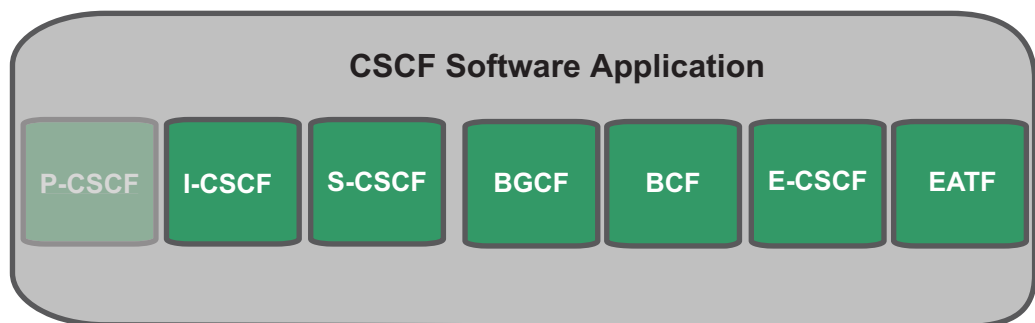 CSCF Software Application
P-CSCF I-CSCF S-CSCF BGCF BCF E-CSCF EATF